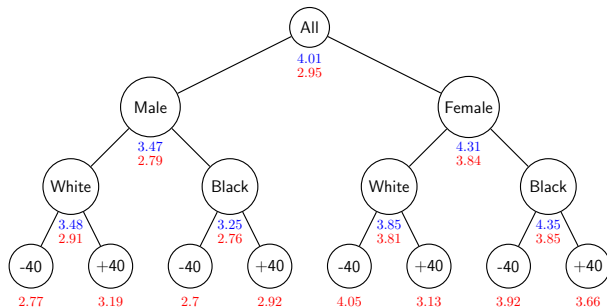 All
4.01
2.95
Male Female
3.47 4.31
2.79 3.84
White Black White Black
3.48 3.25 3.85 4.35
2.91 2.76 3.81 3.85
-40 +40 -40 +40 -40 +40 -40 +40
2.77 3.19 2.7 2.92 4.05 3.13 3.92 3.66